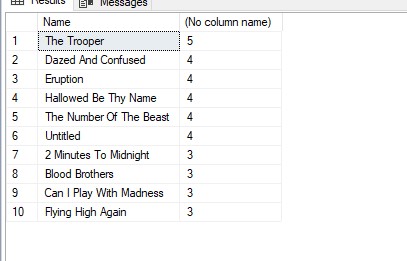 Results Messages
Name (No column name)
1 The Trooper 5
2 Dazed And Confused 4
3 Eruption 4
4 Hallowed Be Thy Name 4
5 The Number Of The Beast 4
6 Untitled 4
7 2 Minutes To Midnight 3
8 Blood Brothers 3
9 Can I Play With Madness 3
10 Flying High Again 3